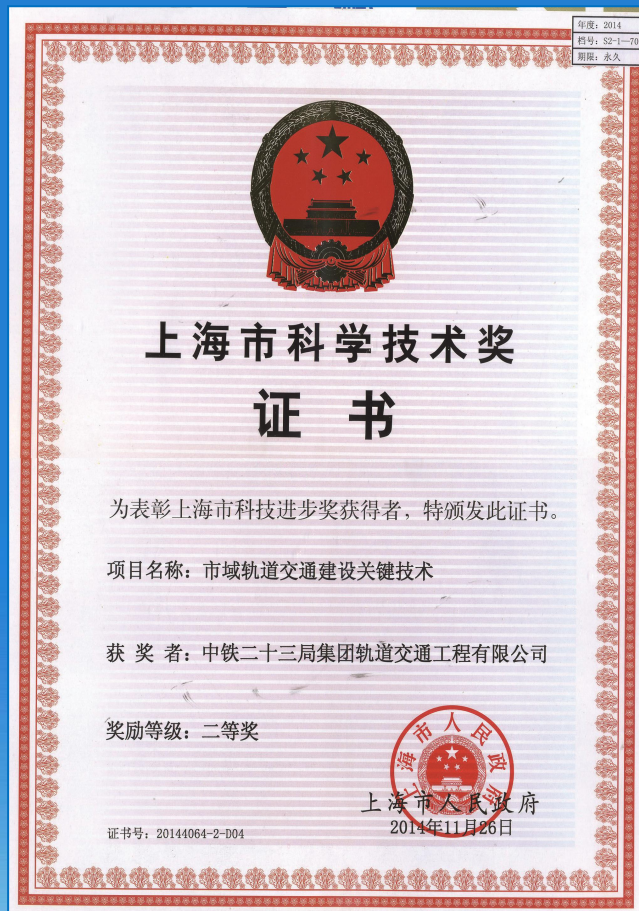 年度：2014
档号：S2-1—70
期限：永久
上海市科学技术奖
证书
为表彰上海市科技进步奖获得者，特颁发此证书。
项目名称：市域轨道交通建设关键技术
获 奖 者：中铁二十三局集团轨道交通工程有限公司
奖励等级：二等奖
上海市人民政府
上海市人民政府
2014年11月26日
证书号：20144064-2-D04